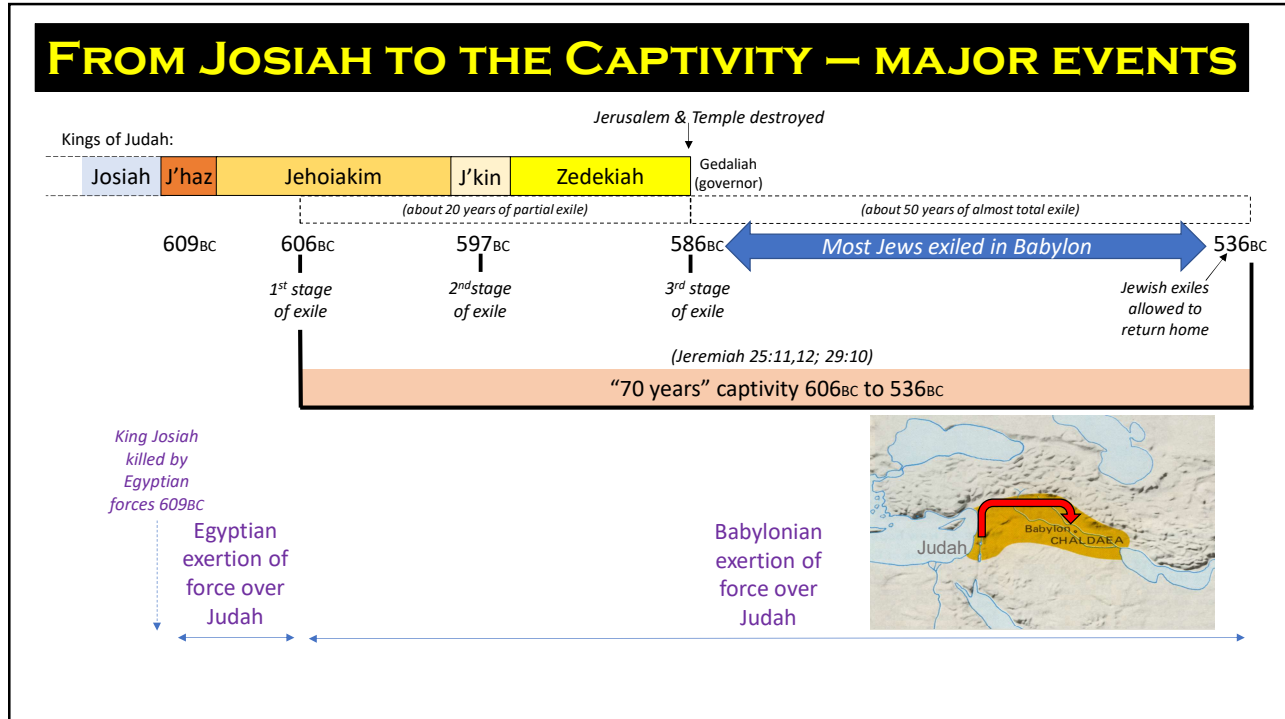 FROM JOSIAH TO THE CAPTIVITY – MAJOR EVENTS
Jerusalem & Temple destroyed
Kings of Judah:
Josiah J'haz Jehoiakim J'kin Zedekiah
Gedaliah
(governor)
(about 20 years of partial exile) (about 50 years of almost total exile)
609BC 606BC 597BC 586BC Most Jews exiled in Babylon 536BC
1st stage
of exile
2nd stage
of exile
3rd stage
of exile
Jewish exiles
allowed to
return home
(Jeremiah 25:11,12; 29:10)
"70 years" captivity 606BC to 536BC
King Josiah
killed by
Egyptian
forces 609BC
Egyptian
exertion of
force over
Judah
Babylonian
exertion of
force over
Judah
Judah
Babylon
CHALDAEA